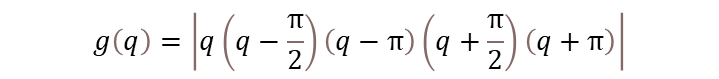 g(q) = |q (q − π/2) (q − π) (q + π/2) (q + π)|